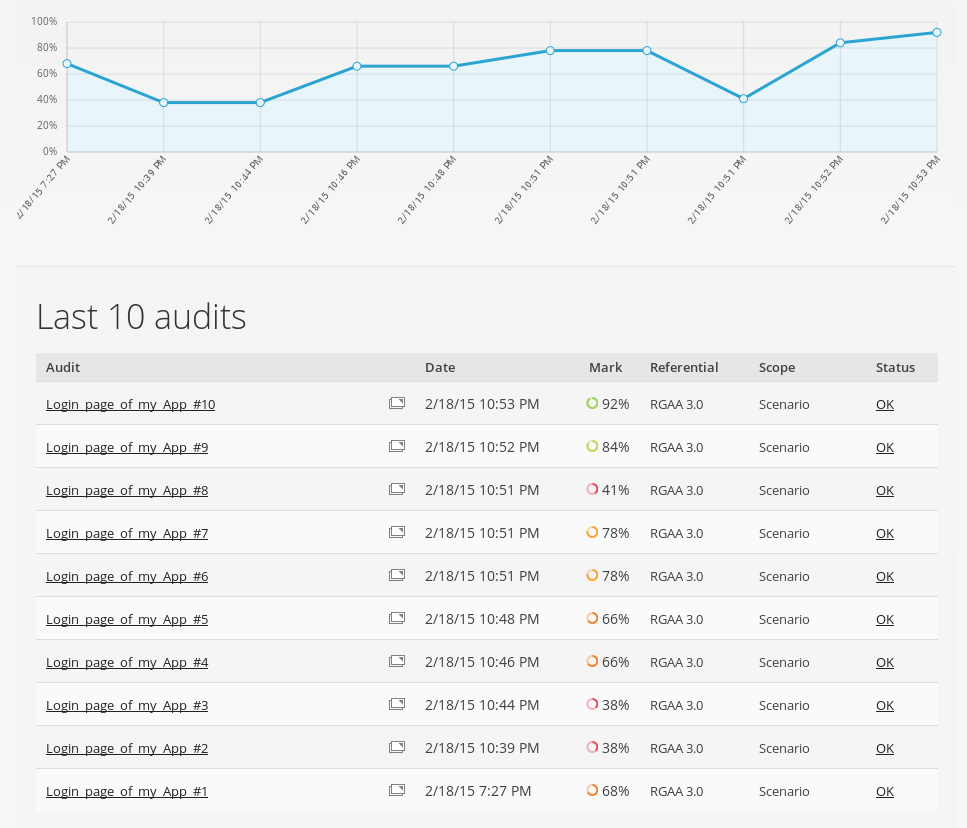 100%
80%
60%
40%
20%
0%
2/18/15 7:27 PM
2/18/15 10:39 PM
2/18/15 10:44 PM
2/18/15 10:46 PM
2/18/15 10:48 PM
2/18/15 10:51 PM
2/18/15 10:51 PM
2/18/15 10:51 PM
2/18/15 10:52 PM
2/18/15 10:53 PM
Last 10 audits
Audit Date Mark Referential Scope Status
Login_page_of_my_App_#10 2/18/15 10:53 PM 92% RGAA 3.0 Scenario OK
Login_page_of_my_App_#9 2/18/15 10:52 PM 84% RGAA 3.0 Scenario OK
Login_page_of_my_App_#8 2/18/15 10:51 PM 41% RGAA 3.0 Scenario OK
Login_page_of_my_App_#7 2/18/15 10:51 PM 78% RGAA 3.0 Scenario OK
Login_page_of_my_App_#6 2/18/15 10:51 PM 78% RGAA 3.0 Scenario OK
Login_page_of_my_App_#5 2/18/15 10:48 PM 66% RGAA 3.0 Scenario OK
Login_page_of_my_App_#4 2/18/15 10:46 PM 66% RGAA 3.0 Scenario OK
Login_page_of_my_App_#3 2/18/15 10:44 PM 38% RGAA 3.0 Scenario OK
Login_page_of_my_App_#2 2/18/15 10:39 PM 38% RGAA 3.0 Scenario OK
Login_page_of_my_App_#1 2/18/15 7:27 PM 68% RGAA 3.0 Scenario OK